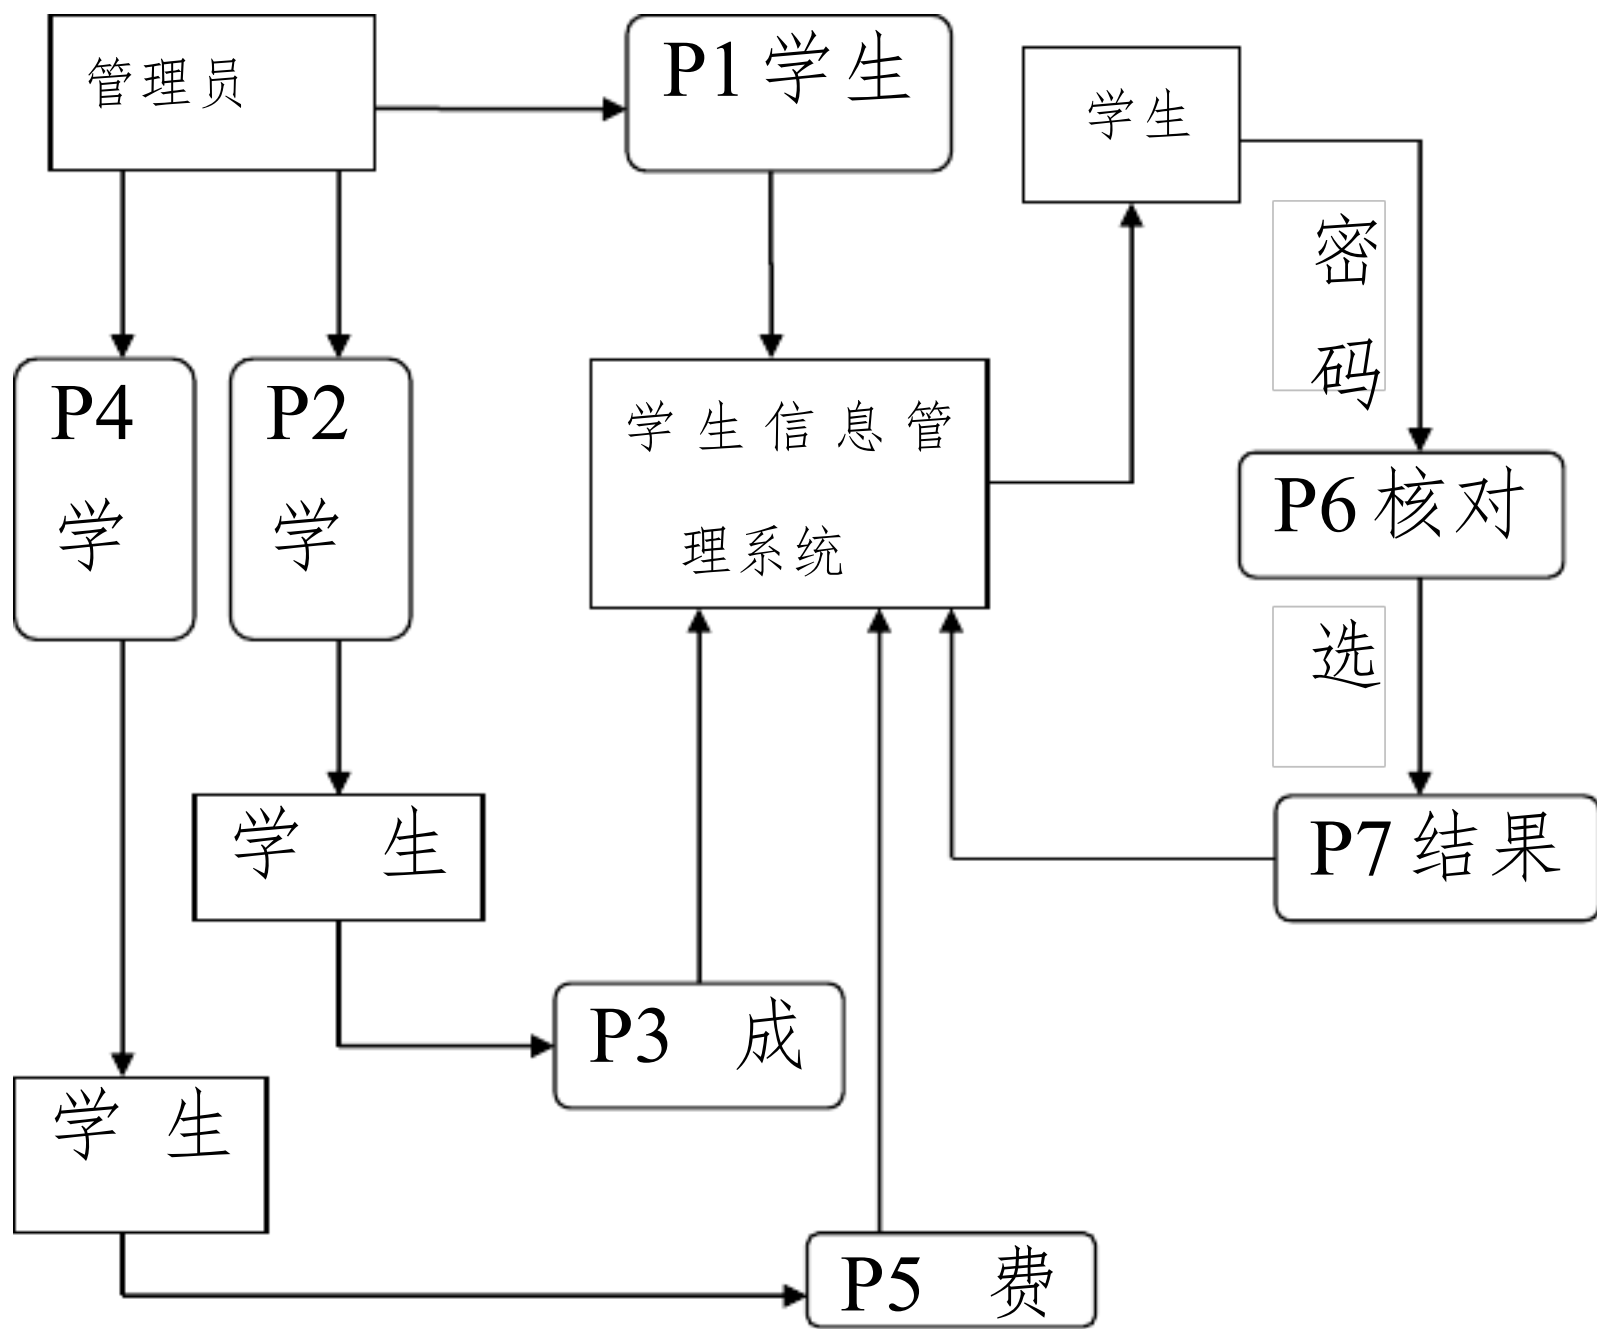 管理员
P1 学生
学生
密
码
P4
学
P2
学
学生信息管
理系统
P6 核对
选
学 生
P7 结果
P3 成
学 生
P5 费